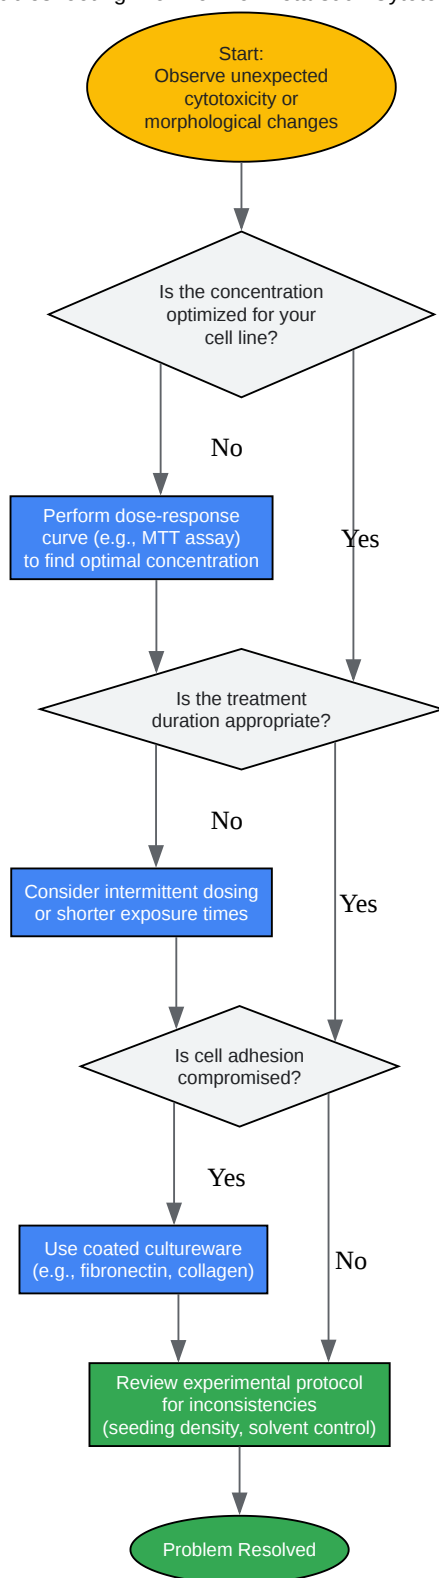 Start:
Observe unexpected
cytotoxicity or
morphological changes
Is the concentration
optimized for your
cell line?
No
Perform dose-response
curve (e.g., MTT assay)
to find optimal concentration
Yes
Is the treatment
duration appropriate?
No
Consider intermittent dosing
or shorter exposure times
Yes
Is cell adhesion
compromised?
Yes
Use coated cultureware
(e.g., fibronectin, collagen)
No
Review experimental protocol
for inconsistencies
(seeding density, solvent control)
Problem Resolved